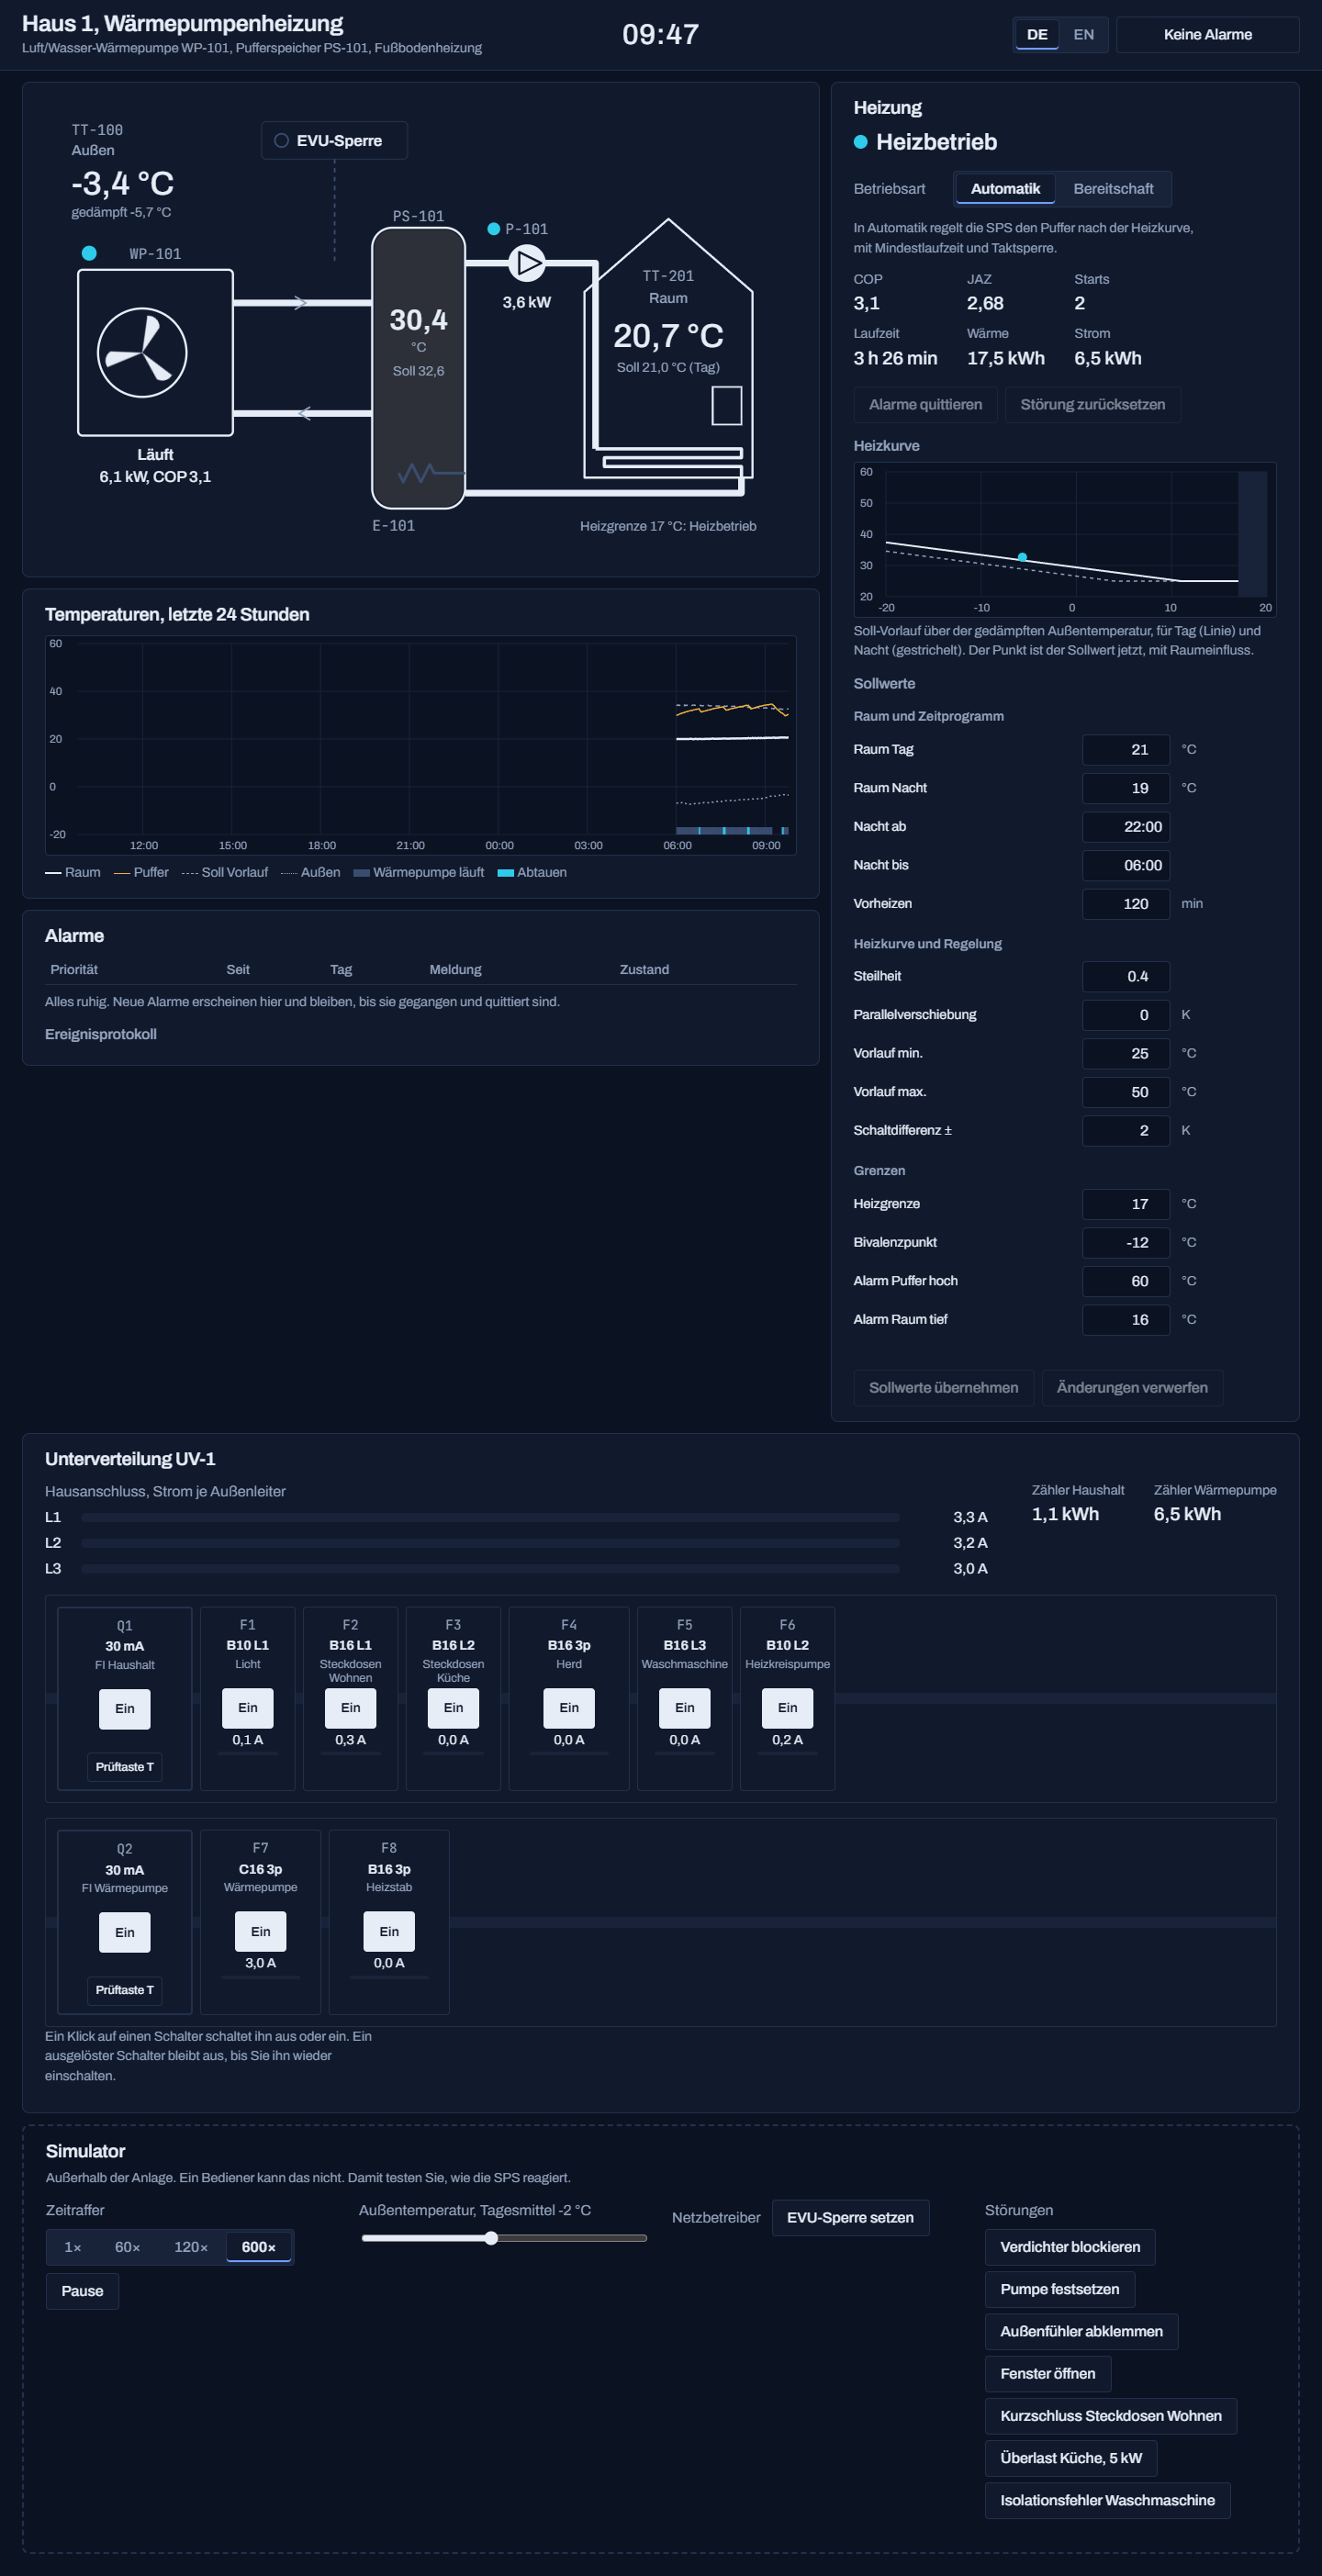 Haus 1, Wärmepumpenheizung
Luft/Wasser-Wärmepumpe WP-101, Pufferspeicher PS-101, Fußbodenheizung
09:47
DE
EN
Keine Alarme
TT-100
Außen
-3,4 °C
gedämpft -5,7 °C
EVU-Sperre
WP-101
Läuft
6,1 kW, COP 3,1
PS-101
30,4
°C
Soll 32,6
E-101
P-101
3,6 kW
TT-201
Raum
20,7 °C
Soll 21,0 °C (Tag)
Heizgrenze 17 °C: Heizbetrieb
Temperaturen, letzte 24 Stunden
60
40
20
0
-20
12:00
15:00
18:00
21:00
00:00
03:00
06:00
09:00
Raum
Puffer
Soll Vorlauf
Außen
Wärmepumpe läuft
Abtauen
Alarme
Priorität
Seit
Tag
Meldung
Zustand
Alles ruhig. Neue Alarme erscheinen hier und bleiben, bis sie gegangen und quittiert sind.
Ereignisprotokoll
Heizung
Heizbetrieb
Betriebsart
Automatik
Bereitschaft
In Automatik regelt die SPS den Puffer nach der Heizkurve,
mit Mindestlaufzeit und Taktsperre.
COP
JAZ
Starts
3,1
2,68
2
Laufzeit
Wärme
Strom
3 h 26 min
17,5 kWh
6,5 kWh
Alarme quittieren
Störung zurücksetzen
Heizkurve
60
50
40
30
20
-20
-10
0
10
20
Soll-Vorlauf über der gedämpften Außentemperatur, für Tag (Linie) und
Nacht (gestrichelt). Der Punkt ist der Sollwert jetzt, mit Raumeinfluss.
Sollwerte
Raum und Zeitprogramm
Raum Tag
21
°C
Raum Nacht
19
°C
Nacht ab
22:00
Nacht bis
06:00
Vorheizen
120
min
Heizkurve und Regelung
Steilheit
0.4
Parallelverschiebung
0
K
Vorlauf min.
25
°C
Vorlauf max.
50
°C
Schaltdifferenz ±
2
K
Grenzen
Heizgrenze
17
°C
Bivalenzpunkt
-12
°C
Alarm Puffer hoch
60
°C
Alarm Raum tief
16
°C
Sollwerte übernehmen
Änderungen verwerfen
Unterverteilung UV-1
Hausanschluss, Strom je Außenleiter
L1
3,3 A
L2
3,2 A
L3
3,0 A
Zähler Haushalt
1,1 kWh
Zähler Wärmepumpe
6,5 kWh
Q1
30 mA
FI Haushalt
Ein
Prüftaste T
F1
B10 L1
Licht
Ein
0,1 A
F2
B16 L1
Steckdosen
Wohnen
Ein
0,3 A
F3
B16 L2
Steckdosen
Küche
Ein
0,0 A
F4
B16 3p
Herd
Ein
0,0 A
F5
B16 L3
Waschmaschine
Ein
0,0 A
F6
B10 L2
Heizkreispumpe
Ein
0,2 A
Q2
30 mA
FI Wärmepumpe
Ein
Prüftaste T
F7
C16 3p
Wärmepumpe
Ein
3,0 A
F8
B16 3p
Heizstab
Ein
0,0 A
Ein Klick auf einen Schalter schaltet ihn aus oder ein. Ein
ausgelöster Schalter bleibt aus, bis Sie ihn wieder
einschalten.
Simulator
Außerhalb der Anlage. Ein Bediener kann das nicht. Damit testen Sie, wie die SPS reagiert.
Zeitraffer
1×
60×
120×
600×
Pause
Außentemperatur, Tagesmittel -2 °C
Netzbetreiber
EVU-Sperre setzen
Störungen
Verdichter blockieren
Pumpe festsetzen
Außenfühler abklemmen
Fenster öffnen
Kurzschluss Steckdosen Wohnen
Überlast Küche, 5 kW
Isolationsfehler Waschmaschine